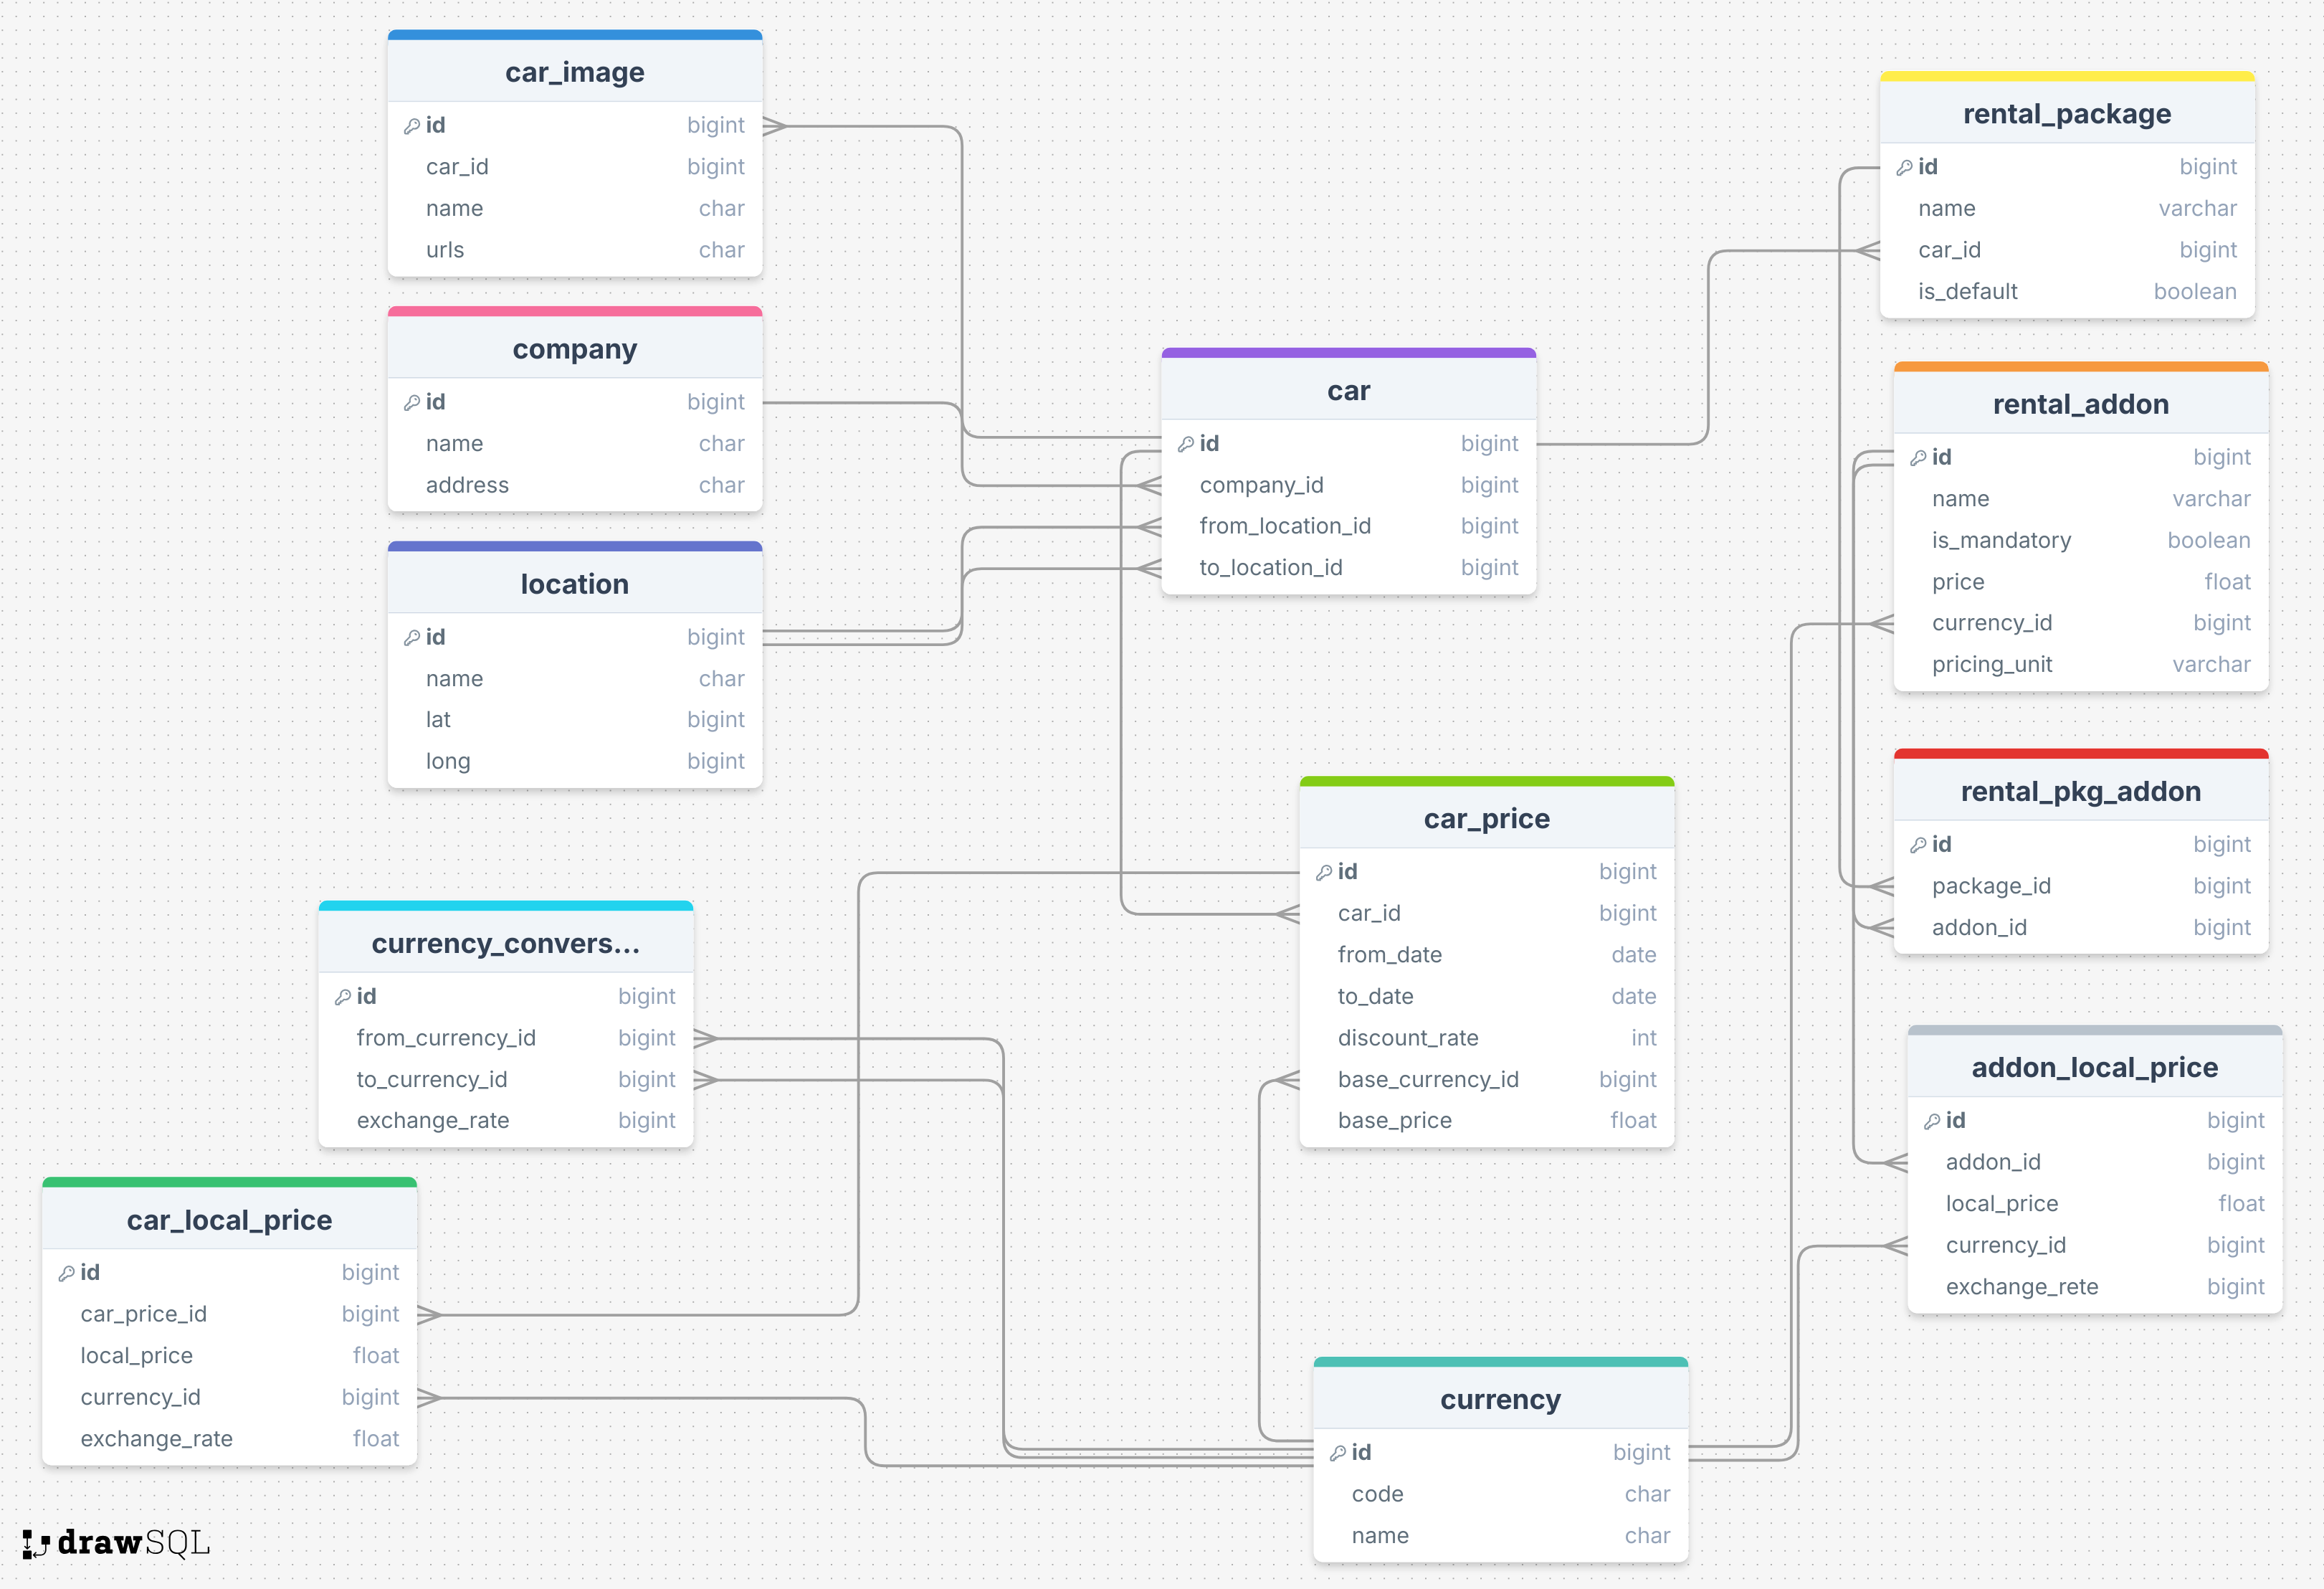 car_image
id bigint
car_id bigint
name char
urls char
company
id bigint
name char
address char
location
id bigint
name char
lat bigint
long bigint
currency_convers...
id bigint
from_currency_id bigint
to_currency_id bigint
exchange_rate bigint
car_local_price
id bigint
car_price_id bigint
local_price float
currency_id bigint
exchange_rate float
car
id bigint
company_id bigint
from_location_id bigint
to_location_id bigint
car_price
id bigint
car_id bigint
from_date date
to_date date
discount_rate int
base_currency_id bigint
base_price float
currency
id bigint
code char
name char
rental_package
id bigint
name varchar
car_id bigint
is_default boolean
rental_addon
id bigint
name varchar
is_mandatory boolean
price float
currency_id bigint
pricing_unit varchar
rental_pkg_addon
id bigint
package_id bigint
addon_id bigint
addon_local_price
id bigint
addon_id bigint
local_price float
currency_id bigint
exchange_rete bigint
drawSQL